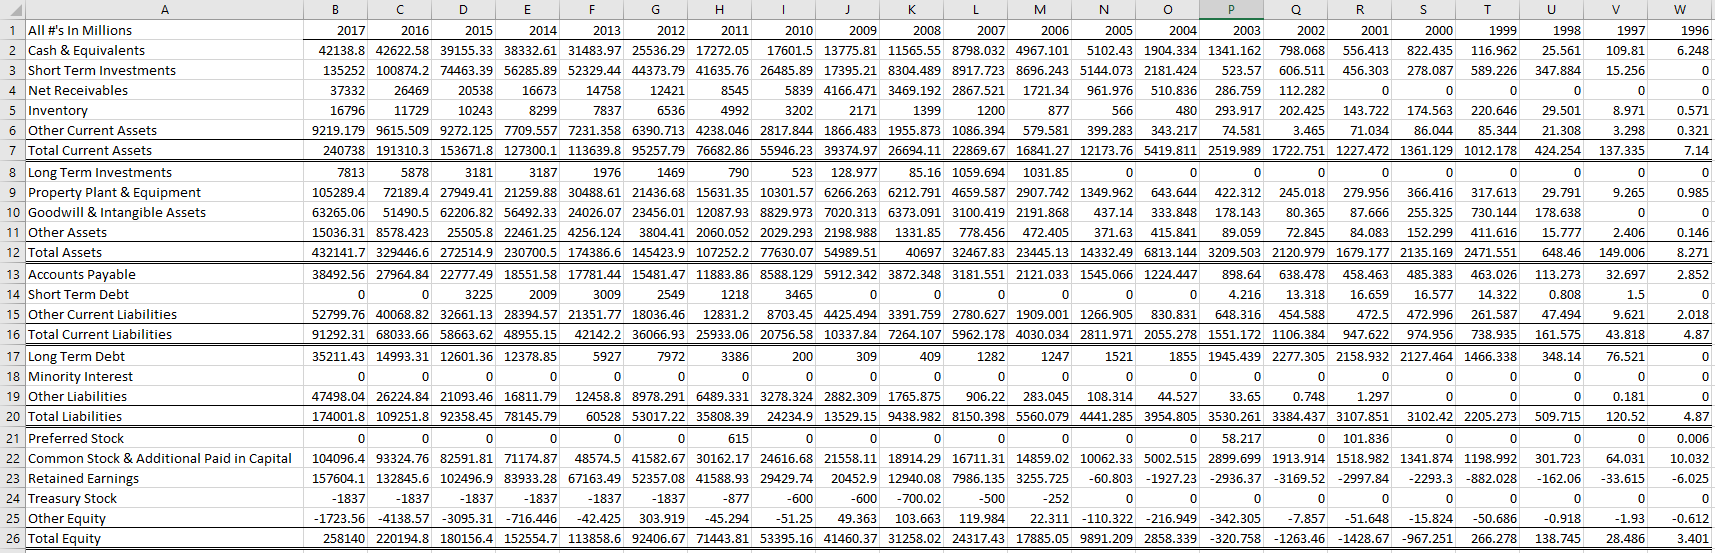 A B C D E F G H I J K L M N O P Q R S T U V W
1 All #'s In Millions 2017 2016 2015 2014 2013 2012 2011 2010 2009 2008 2007 2006 2005 2004 2003 2002 2001 2000 1999 1998 1997 1996
2 Cash & Equivalents 42138.8 42622.58 39155.33 38332.61 31483.97 25536.29 17272.05 17601.5 13775.81 11565.55 8798.032 4967.101 5102.43 1904.334 1341.162 798.068 556.413 822.435 116.962 25.561 109.81 6.248
3 Short Term Investments 135252 100874.2 74463.39 56285.89 52329.44 44373.79 41635.76 26485.89 17395.21 8304.489 8917.723 8696.243 5144.073 2181.424 523.57 606.511 456.303 278.087 589.226 347.884 15.256 0
4 Net Receivables 37332 26469 20538 16673 14758 12421 8545 5839 4166.471 3469.192 2867.521 1721.34 961.976 510.836 286.759 112.282 0 0 0 0 0 0
5 Inventory 16796 11729 10243 8299 7837 6536 4992 3202 2171 1399 1200 877 566 480 293.917 202.425 143.722 174.563 220.646 29.501 8.971 0.571
6 Other Current Assets 9219.179 9615.509 9272.125 7709.557 7231.358 6390.713 4238.046 2817.844 1866.483 1955.873 1086.394 579.581 399.283 343.217 74.581 3.465 71.034 86.044 85.344 21.308 3.298 0.321
7 Total Current Assets 240738 191310.3 153671.8 127300.1 113639.8 95257.79 76682.86 55946.23 39374.97 26694.11 22869.67 16841.27 12173.76 5419.811 2519.989 1722.751 1227.472 1361.129 1012.178 424.254 137.335 7.14
8 Long Term Investments 7813 5878 3181 3187 1976 1469 790 523 128.977 85.16 1059.694 1031.85 0 0 0 0 0 0 0 0 0 0
9 Property Plant & Equipment 105289.4 72189.4 27949.41 21259.88 30488.61 21436.68 15631.35 10301.57 6266.263 6212.791 4659.587 2907.742 1349.962 643.644 422.312 245.018 279.956 366.416 317.613 29.791 9.265 0.985
10 Goodwill & Intangible Assets 63265.06 51490.5 62206.82 56492.33 24026.07 23456.01 12087.93 8829.973 7020.313 6373.091 3100.419 2191.868 437.14 333.848 178.143 80.365 87.666 255.325 730.144 178.638 0 0
11 Other Assets 15036.31 8578.423 25505.8 22461.25 4256.124 3804.41 2060.052 2029.293 2198.988 1331.85 778.456 472.405 371.63 415.841 89.059 72.845 84.083 152.299 411.616 15.777 2.406 0.146
12 Total Assets 432141.7 329446.6 272514.9 230700.5 174386.6 145423.9 107252.2 77630.07 54989.51 40697 32467.83 23445.13 14332.49 6813.144 3209.503 2120.979 1679.177 2135.169 2471.551 648.46 149.006 8.271
13 Accounts Payable 38492.56 27964.84 22777.49 18551.58 17781.44 15481.47 11883.86 8588.129 5912.342 3872.348 3181.551 2121.033 1545.066 1224.447 898.64 638.478 458.463 485.383 463.026 113.273 32.697 2.852
14 Short Term Debt 0 0 3225 2009 3009 2549 1218 3465 0 0 0 0 0 0 4.216 13.318 16.659 16.577 14.322 0.808 1.5 0
15 Other Current Liabilities 52799.76 40068.82 32661.13 28394.57 21351.77 18036.46 12831.2 8703.45 4425.494 3391.759 2780.627 1909.001 1266.905 830.831 648.316 454.588 472.5 472.996 261.587 47.494 9.621 2.018
16 Total Current Liabilities 91292.31 68033.66 58663.62 48955.15 42142.2 36066.93 25933.06 20756.58 10337.84 7264.107 5962.178 4030.034 2811.971 2055.278 1551.172 1106.384 947.622 974.956 738.935 161.575 43.818 4.87
17 Long Term Debt 35211.43 14993.31 12601.36 12378.85 5927 7972 3386 200 309 409 1282 1247 1521 1855 1945.439 2277.305 2158.932 2127.464 1466.338 348.14 76.521 0
18 Minority Interest 0 0 0 0 0 0 0 0 0 0 0 0 0 0 0 0 0 0 0 0 0 0
19 Other Liabilities 47498.04 26224.84 21093.46 16811.79 12458.8 8978.291 6489.331 3278.324 2882.309 1765.875 906.22 283.045 108.314 44.527 33.65 0.748 1.297 0 0 0 0.181 0
20 Total Liabilities 174001.8 109251.8 92358.45 78145.79 60528 53017.22 35808.39 24234.9 13529.15 9438.982 8150.398 5560.079 4441.285 3954.805 3530.261 3384.437 3107.851 3102.42 2205.273 509.715 120.52 4.87
21 Preferred Stock 0 0 0 0 0 0 615 0 0 0 0 0 0 0 58.217 0 101.836 0 0 0 0 0.006
22 Common Stock & Additional Paid in Capital 104096.4 93324.76 82591.81 71174.87 48574.5 41582.67 30162.17 24616.68 21558.11 18914.29 16711.31 14859.02 10062.33 5002.515 2899.699 1913.914 1518.982 1341.874 1198.992 301.723 64.031 10.032
23 Retained Earnings 157604.1 132845.6 102496.9 83933.28 67163.49 52357.08 41588.93 29429.74 20452.9 12940.08 7986.135 3255.725 -60.803 -1927.23 -2936.37 -3169.52 -2997.84 -2293.3 -882.028 -162.06 -33.615 -6.025
24 Treasury Stock -1837 -1837 -1837 -1837 -1837 -1837 -877 -600 -600 -700.02 -500 -252 0 0 0 0 0 0 0 0 0 0
25 Other Equity -1723.56 -4138.57 -3095.31 -716.446 -42.425 303.919 -45.294 -51.25 49.363 103.663 119.984 22.311 -110.322 -216.949 -342.305 -7.857 -51.648 -15.824 -50.686 -0.918 -1.93 -0.612
26 Total Equity 258140 220194.8 180156.4 152554.7 113858.6 92406.67 71443.81 53395.16 41460.37 31258.02 24317.43 17885.05 9891.209 2858.339 -320.758 -1263.46 -1428.67 -967.251 266.278 138.745 28.486 3.401